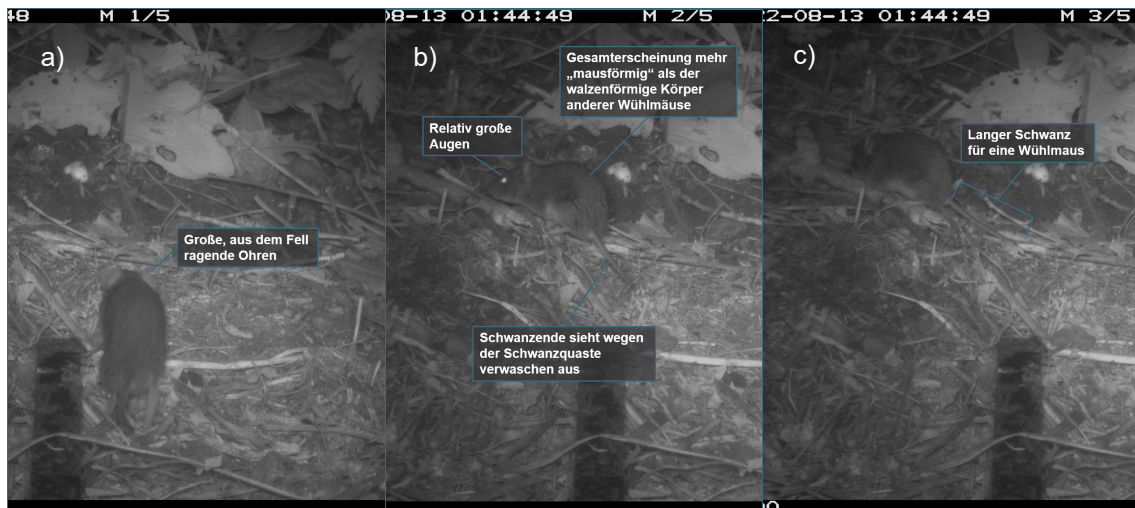 48 M 1/5
08-13 01:44:49 M 2/5
22-08-13 01:44:49 M 3/5
a)
b)
c)
Große, aus dem Fell
ragende Ohren
Relativ große
Augen
Gesamterscheinung mehr
„mausförmig“ als der
walzenförmige Körper
anderer Wühlmäuse
Schwanzende sieht wegen
der Schwanzquaste
verwaschen aus
Langer Schwanz
für eine Wühlmaus